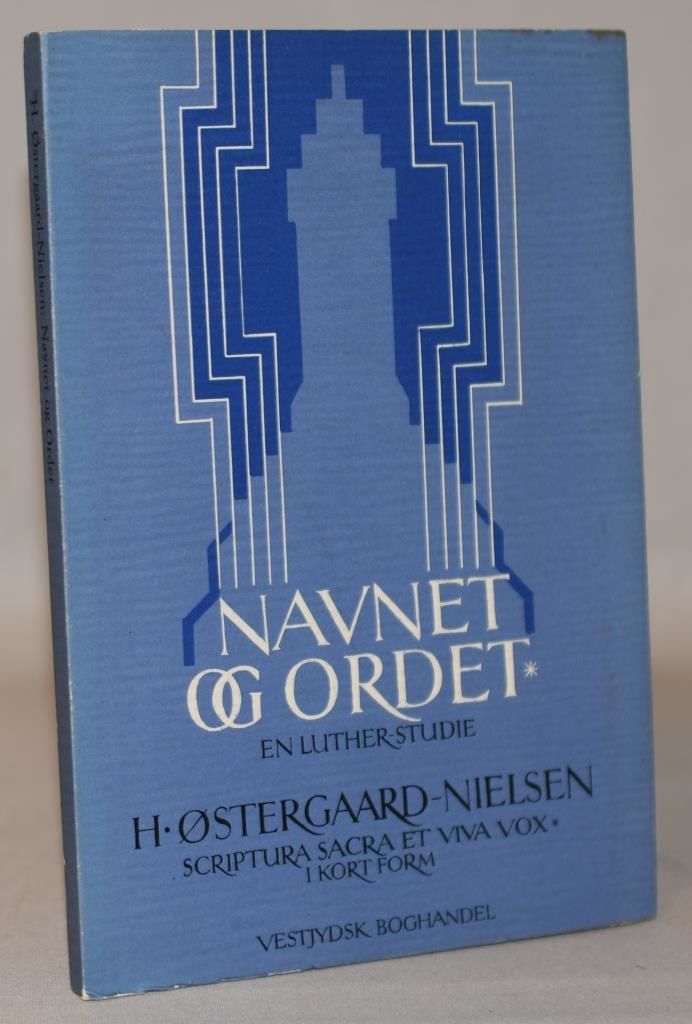 H. Østergaard-Nielsen: Navnet og Ordet
NAVNET
OG ORDET*
EN LUTHER-STUDIE
H·ØSTERGAARD-NIELSEN
SCRIPTURA SACRA ET VIVA VOX*
I KORT FORM
VESTJYDSK BOGHANDEL